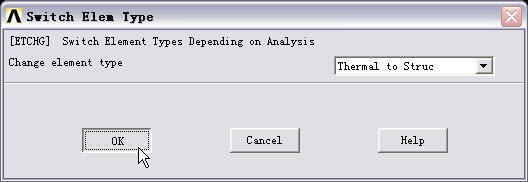 Switch Elem Type
[ETCHG] Switch Element Types Depending on Analysis
Change element type Thermal to Struc
OK Cancel Help